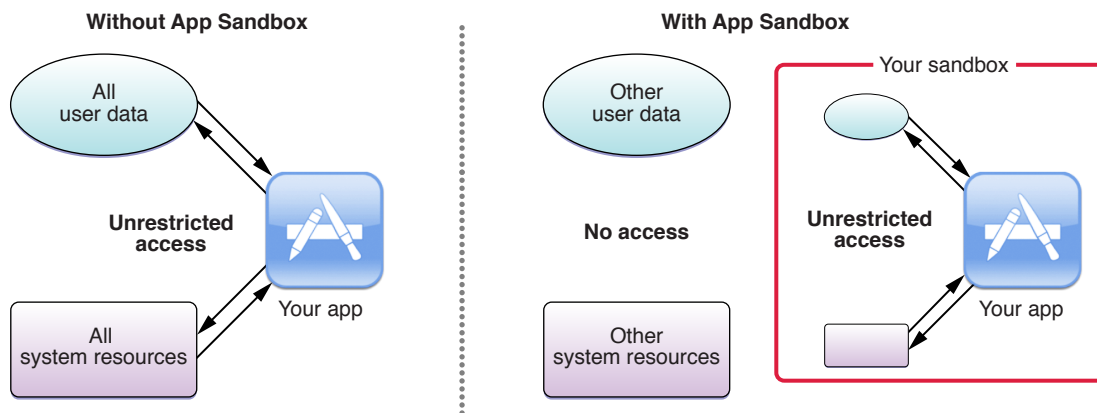 Without App Sandbox
All
user data
Unrestricted
access
Your app
All
system resources
With App Sandbox
Other
user data
No access
Other
system resources
Your sandbox
Unrestricted
access
Your app